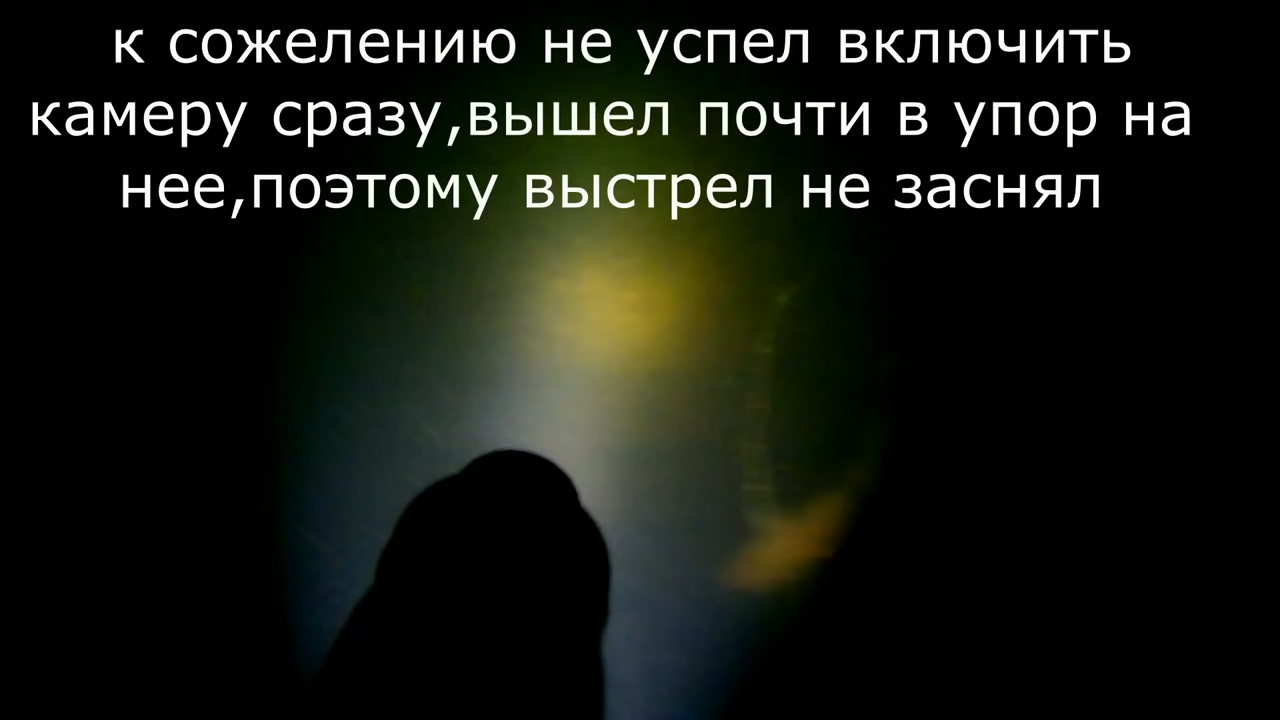 к сожелению не успел включить
камеру сразу,вышел почти в упор на
нее,поэтому выстрел не заснял